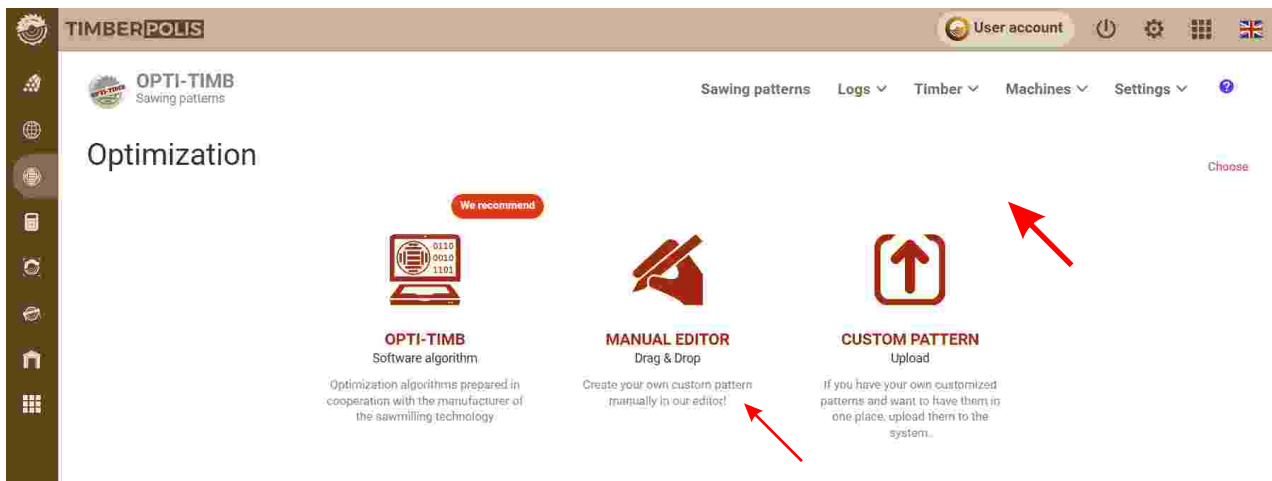 TIMBERPOLIS
User account
OPTI-TIMB
Sawing patterns
Sawing patterns
Logs
Timber
Machines
Settings
?
Optimization
Choose
We recommend
0110
0010
1101
OPTI-TIMB
Software algorithm
Optimization algorithms prepared in
cooperation with the manufacturer of
the sawmilling technology
MANUAL EDITOR
Drag & Drop
Create your own custom pattern
manually in our editor!
CUSTOM PATTERN
Upload
If you have your own customized
patterns and want to have them in
one place, upload them to the
system..